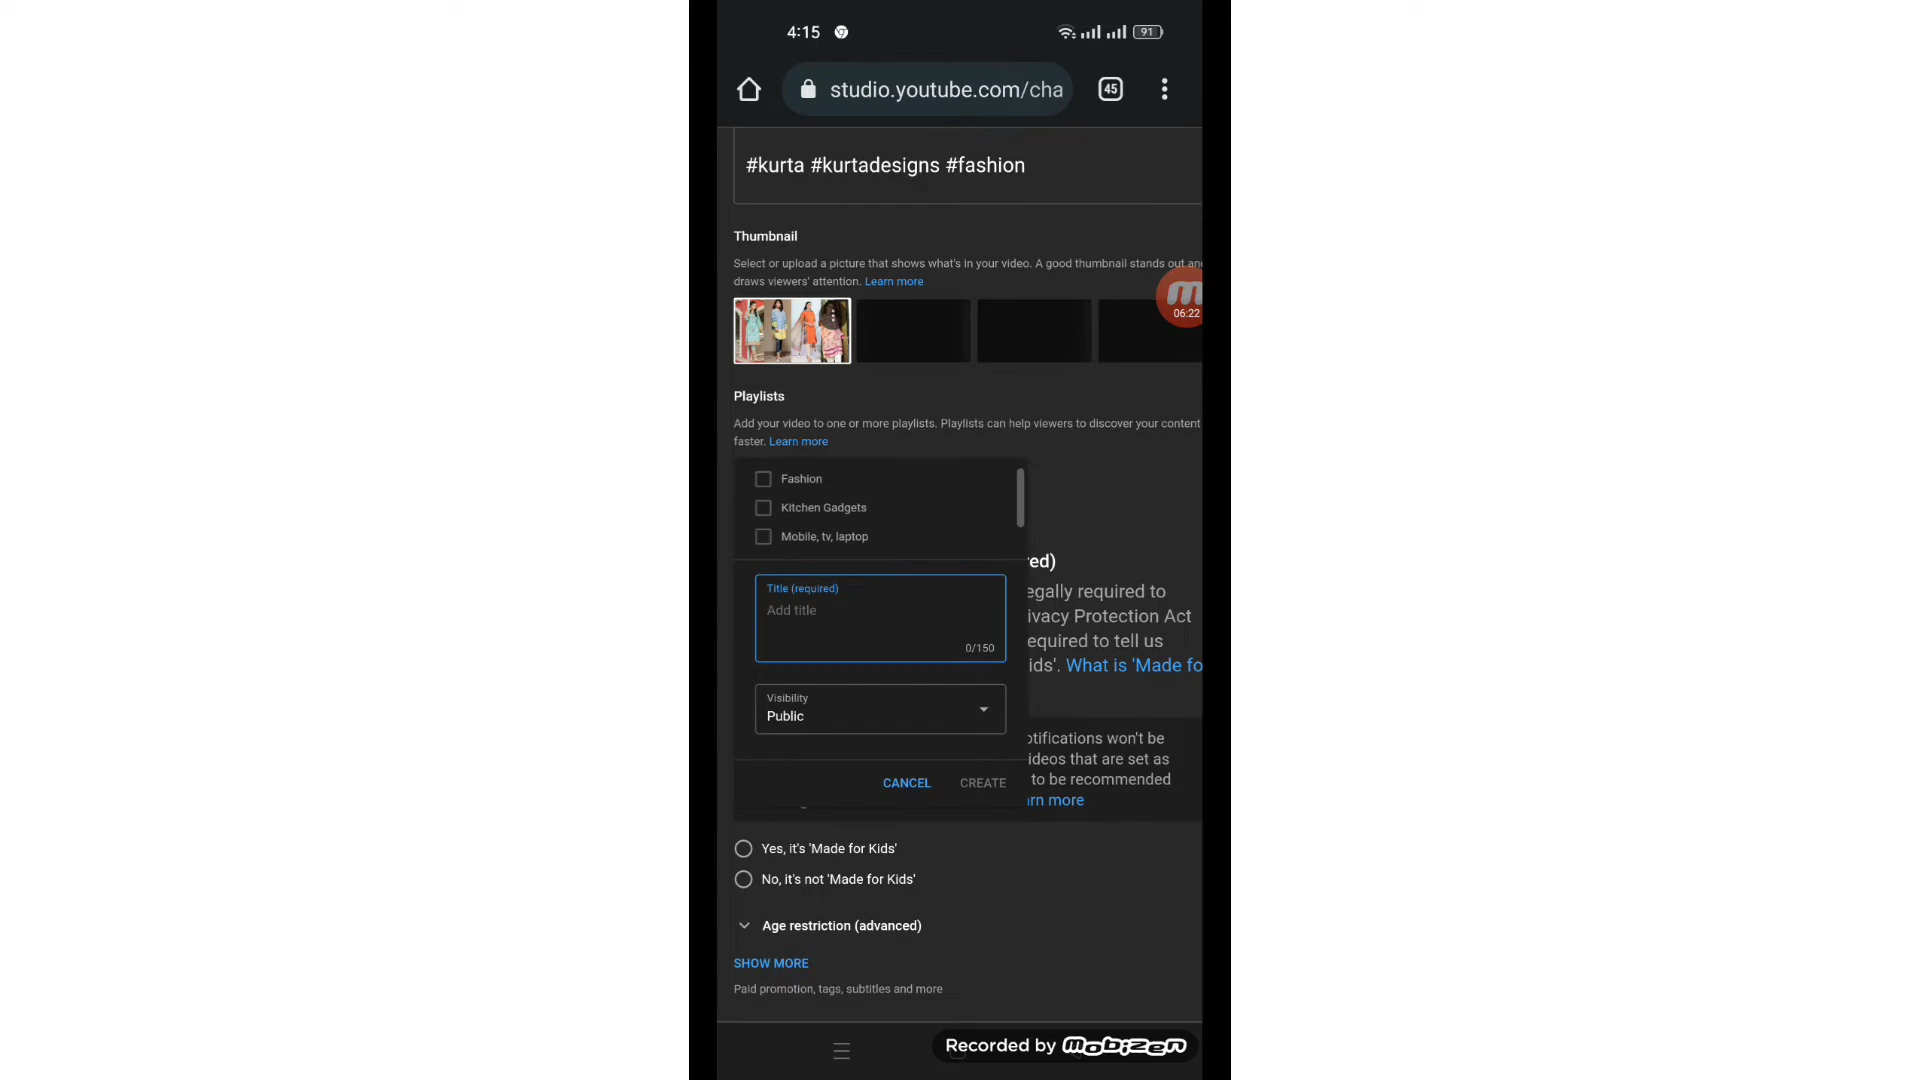 4:15
91
studio.youtube.com/cha
45
#kurta #kurtadesigns #fashion
Thumbnail
Select or upload a picture that shows what's in your video. A good thumbnail stands out and
draws viewers' attention. Learn more
06:22
Playlists
Add your video to one or more playlists. Playlists can help viewers to discover your content
faster. Learn more
Fashion
Kitchen Gadgets
Mobile, tv, laptop
Title (required)
Add title
0/150
Visibility
Public
CANCEL CREATE
red)
egally required to
ivacy Protection Act
equired to tell us
ids'. What is 'Made fo
otifications won't be
ideos that are set as
to be recommended
rn more
Yes, it's 'Made for Kids'
No, it's not 'Made for Kids'
Age restriction (advanced)
SHOW MORE
Paid promotion, tags, subtitles and more
Recorded by mobizen